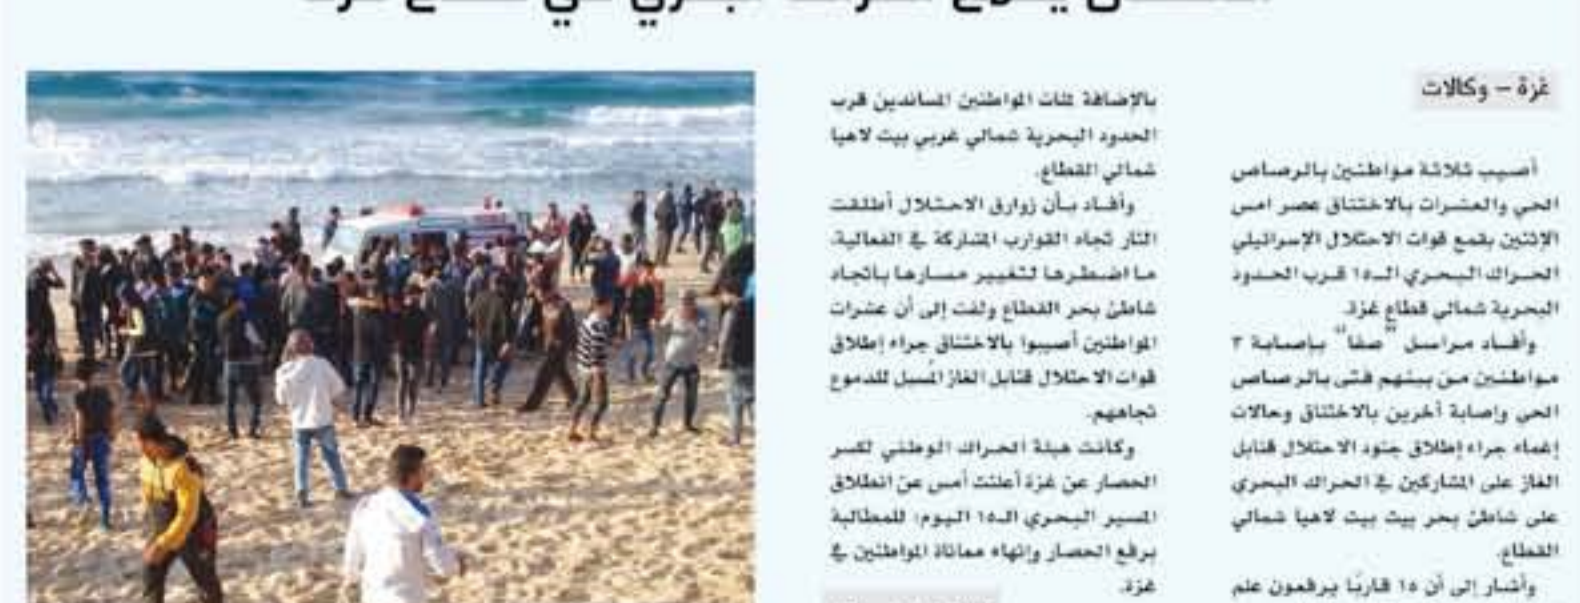 غزة – وكالات
أصيب ثلاثة مواطنين بالرصاص
الحي والعشرات بالاختناق عصر امس
الإثنين بقمع قوات الاحتلال الإسرائيلي
الحراك البحري الـ١٥ قرب الحدود
البحرية شمالي قطاع غزة.
وأفاد مراسل "صفا" بإصابة ٣
مواطنين من بينهم فتى بالرصاص
الحي وإصابة أخرين بالاختناق وحالات
إغماء جراء إطلاق جنود الاحتلال قنابل
الغاز على المشاركين في الحراك البحري
على شاطئ بحر بيت بيت لاهيا شمالي
القطاع.
وأشار إلى أن ١٥ قاربًا يرفعون علم
بالإضافة لمئات المواطنين المساندين قرب
الحدود البحرية شمالي غربي بيت لاهيا
شمالي القطاع.
وأفاد بأن زوارق الاحتلال أطلقت
النار تجاه القوارب المشاركة في الفعالية،
ما اضطرها لتغيير مسارها باتجاه
شاطئ بحر القطاع ولفت إلى أن عشرات
المواطنين أصيبوا بالاختناق جراء إطلاق
قوات الاحتلال قنابل الغاز المُسيل للدموع
تجاههم.
وكانت هيئة الحراك الوطني لكسر
الحصار عن غزة أعلنت أمس عن انطلاق
المسير البحري الـ١٥ اليوم؛ للمطالبة
برفع الحصار وإنهاء معاناة المواطنين في
غزة.